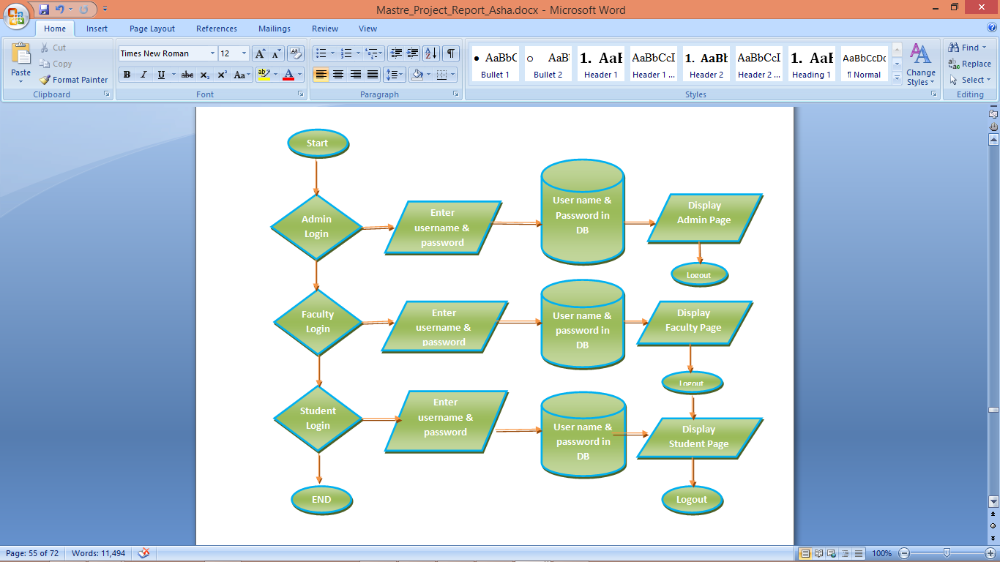 Mastre_Project_Report_Asha.docx - Microsoft Word
Home Insert Page Layout References Mailings Review View
Paste
Cut
Copy
Format Painter
Clipboard
Times New Roman 12
B I U abc x₂ x² Aa
Font
Paragraph
AaBbC AaBl 1. AaB AaBbCcI 1. AaBb AaBbCcI 1. AaB AaBbCcDc
Bullet 1 Bullet 2 Header 1 Header 1 ... Header 2 Header 2 ... Heading 1 ¶ Normal
Change
Styles
Styles
Find
Replace
Select
Editing
Start
Admin
Login
Enter
username &
password
User name &
Password in
DB
Display
Admin Page
Logout
Faculty
Login
Enter
username &
password
User name &
password in
DB
Display
Faculty Page
Logout
Student
Login
Enter
username &
password
User name &
password in
DB
Display
Student Page
END
Logout
Page: 55 of 72 Words: 11,494 100%